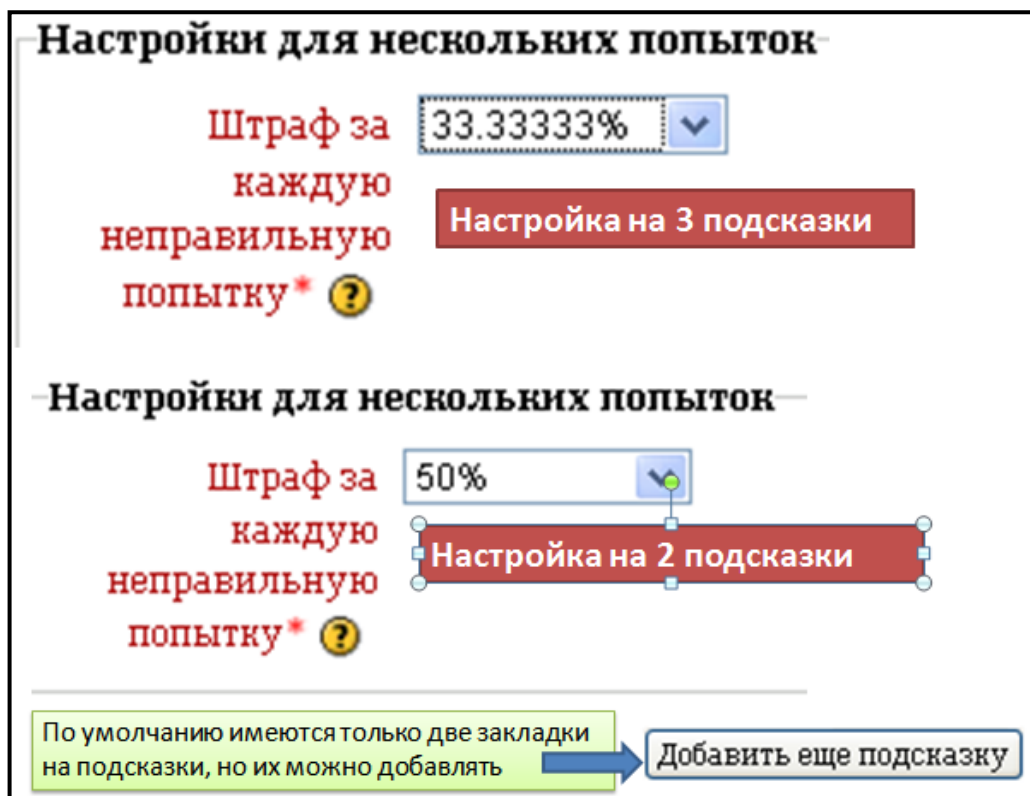 Настройки для нескольких попыток
Штраф за 33.33333%
каждую
Настройка на 3 подсказки
неправильную
попытку* ?
Настройки для нескольких попыток
Штраф за 50%
каждую
Настройка на 2 подсказки
неправильную
попытку* ?
По умолчанию имеются только две закладки
на подсказки, но их можно добавлять
Добавить еще подсказку